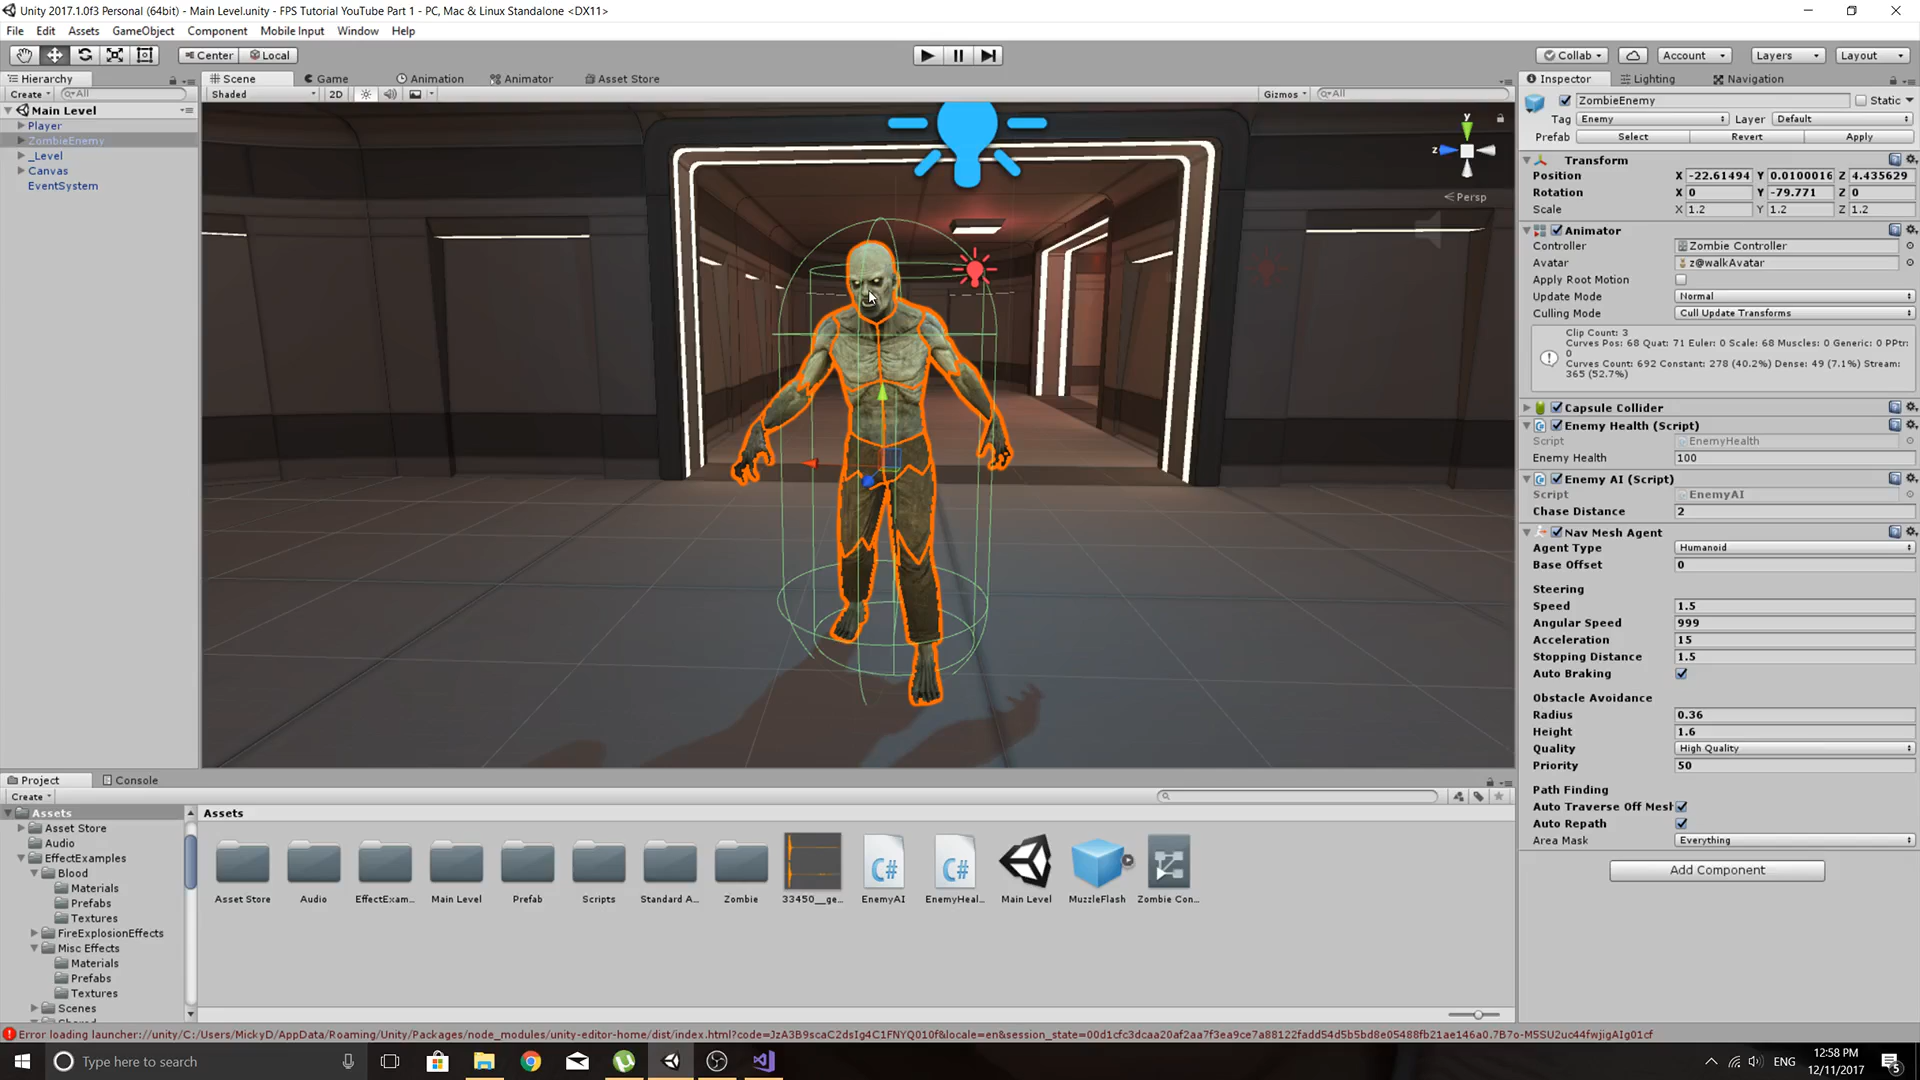 Unity 2017.1.0f3 Personal (64bit) - Main Level.unity - FPS Tutorial YouTube Part 1 - PC, Mac & Linux Standalone <DX11>
File Edit Assets GameObject Component Mobile Input Window Help
Center Local Collab Account Layers Layout
Hierarchy
Create All
Main Level
Player
ZombieEnemy
_Level
Canvas
EventSystem
Scene Game Animation Animator Asset Store
Shaded 2D Gizmos All
y
z
Persp
Inspector Lighting Navigation
ZombieEnemy Static
Tag Enemy Layer Default
Prefab Select Revert Apply
Transform
Position X -22.61494 Y 0.0100016 Z 4.435629
Rotation X 0 Y -79.771 Z 0
Scale X 1.2 Y 1.2 Z 1.2
Animator
Controller Zombie Controller
Avatar z@walkAvatar
Apply Root Motion
Update Mode Normal
Culling Mode Cull Update Transforms
Clip Count: 3
Curves Pos: 68 Quat: 71 Euler: 0 Scale: 68 Muscles: 0 Generic: 0 PPtr:
0
Curves Count: 692 Constant: 278 (40.2%) Dense: 49 (7.1%) Stream:
365 (52.7%)
Capsule Collider
Enemy Health (Script)
Script EnemyHealth
Enemy Health 100
Enemy AI (Script)
Script EnemyAI
Chase Distance 2
Nav Mesh Agent
Agent Type Humanoid
Base Offset 0
Steering
Speed 1.5
Angular Speed 999
Acceleration 15
Stopping Distance 1.5
Auto Braking
Obstacle Avoidance
Radius 0.36
Height 1.6
Quality High Quality
Priority 50
Path Finding
Auto Traverse Off Mesh
Auto Repath
Area Mask Everything
Add Component
Project Console
Create
Assets
Asset Store
Audio
EffectExamples
Blood
Materials
Prefabs
Textures
FireExplosionEffects
Misc Effects
Materials
Prefabs
Textures
Scenes
Assets
Asset Store Audio EffectExam... Main Level Prefab Scripts Standard A... Zombie 33450__ge... EnemyAI EnemyHeal... Main Level MuzzleFlash Zombie Con...
Type here to search
ENG
12:58 PM
12/11/2017
5